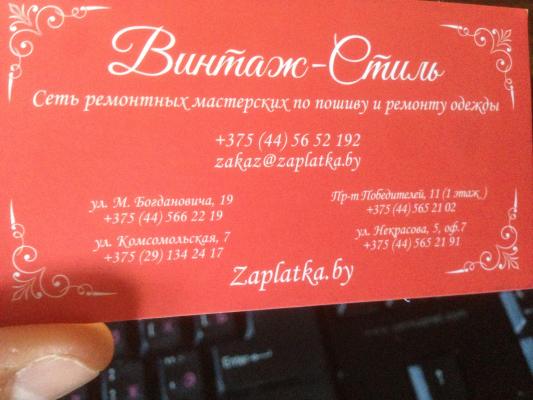 Винтаж-Стиль
Сеть ремонтных мастерских по пошиву и ремонту одежды
+375 (44) 56 52 192
zakaz@zaplatka.by
ул. М. Богдановича, 19
+375 (44) 566 22 19
ул. Комсомольская, 7
+375 (29) 134 24 17
Пр-т Победителей, 11 (1 этаж )
+375 (44) 565 21 02
ул. Некрасова, 5, оф.7
+375 (44) 565 21 91
Zaplatka.by
Enter